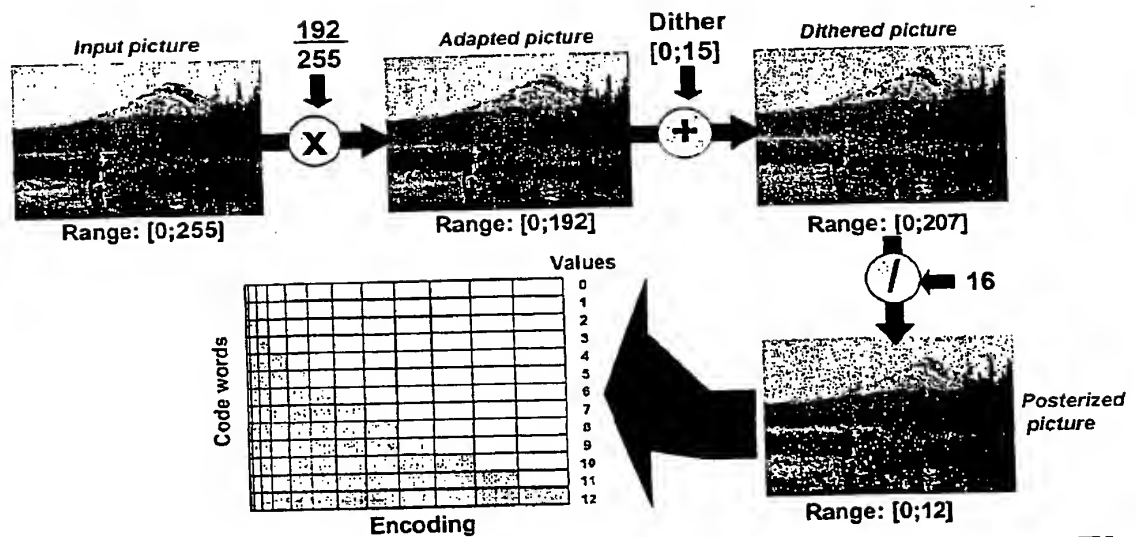 Input picture
192
255
Adapted picture
Dither
[0;15]
Dithered picture
X
+
Range: [0;255]
Range: [0;192]
Range: [0;207]
/
16
Values
0
1
2
3
4
5
6
7
8
9
10
11
12
Code words
Encoding
Posterized
picture
Range: [0;12]